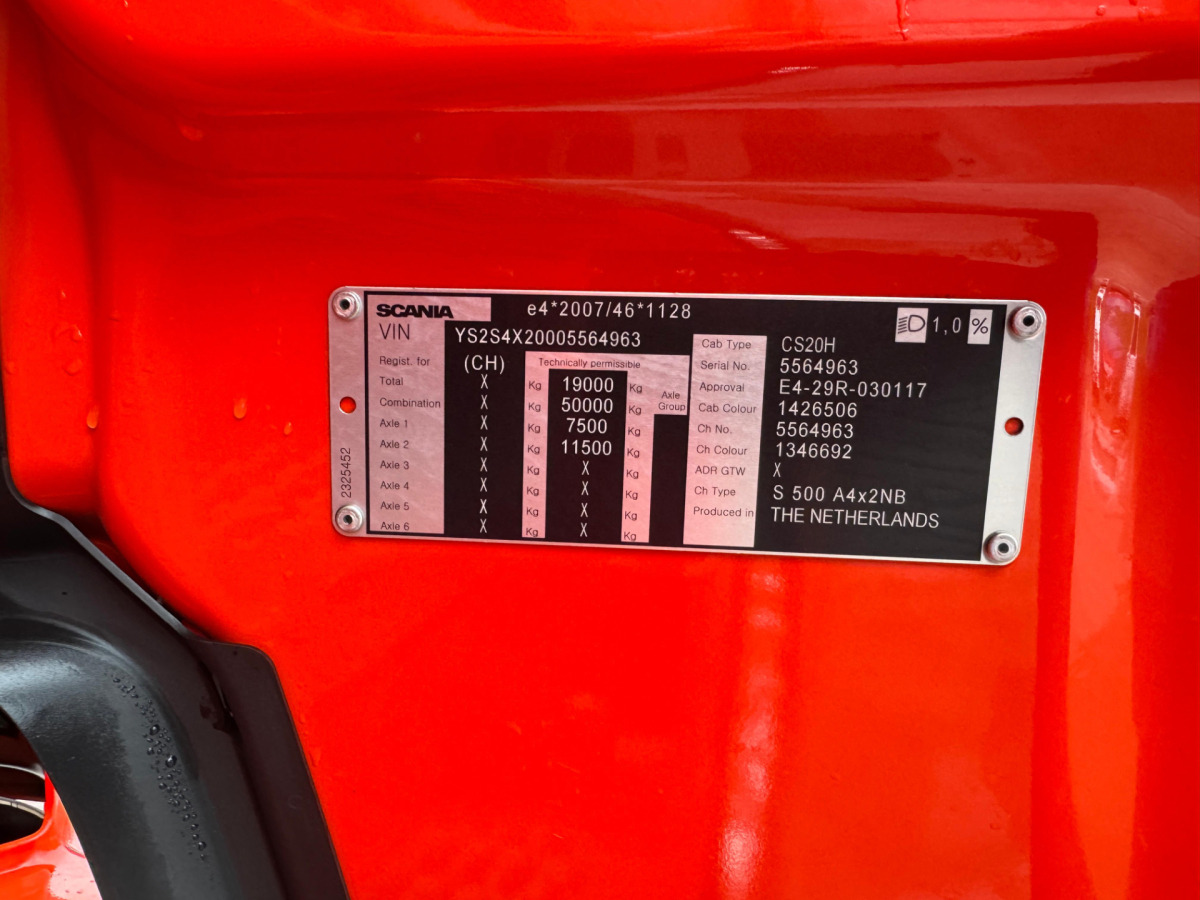 SCANIA e4*2007/46*1128
VIN YS2S4X20005564963
Regist. for (CH) Technically permissible
Total X Kg 19000 Kg
Combination X Kg 50000 Kg Axle Group
Axle 1 X Kg 7500 Kg
Axle 2 X Kg 11500 Kg
Axle 3 X Kg X Kg
Axle 4 X Kg X Kg
Axle 5 X Kg X Kg
Axle 6 X Kg X Kg
2325452
1,0 %
Cab Type CS20H
Serial No. 5564963
Approval E4-29R-030117
Cab Colour 1426506
Ch No. 5564963
Ch Colour 1346692
ADR GTW X
Ch Type S 500 A4x2NB
Produced in THE NETHERLANDS